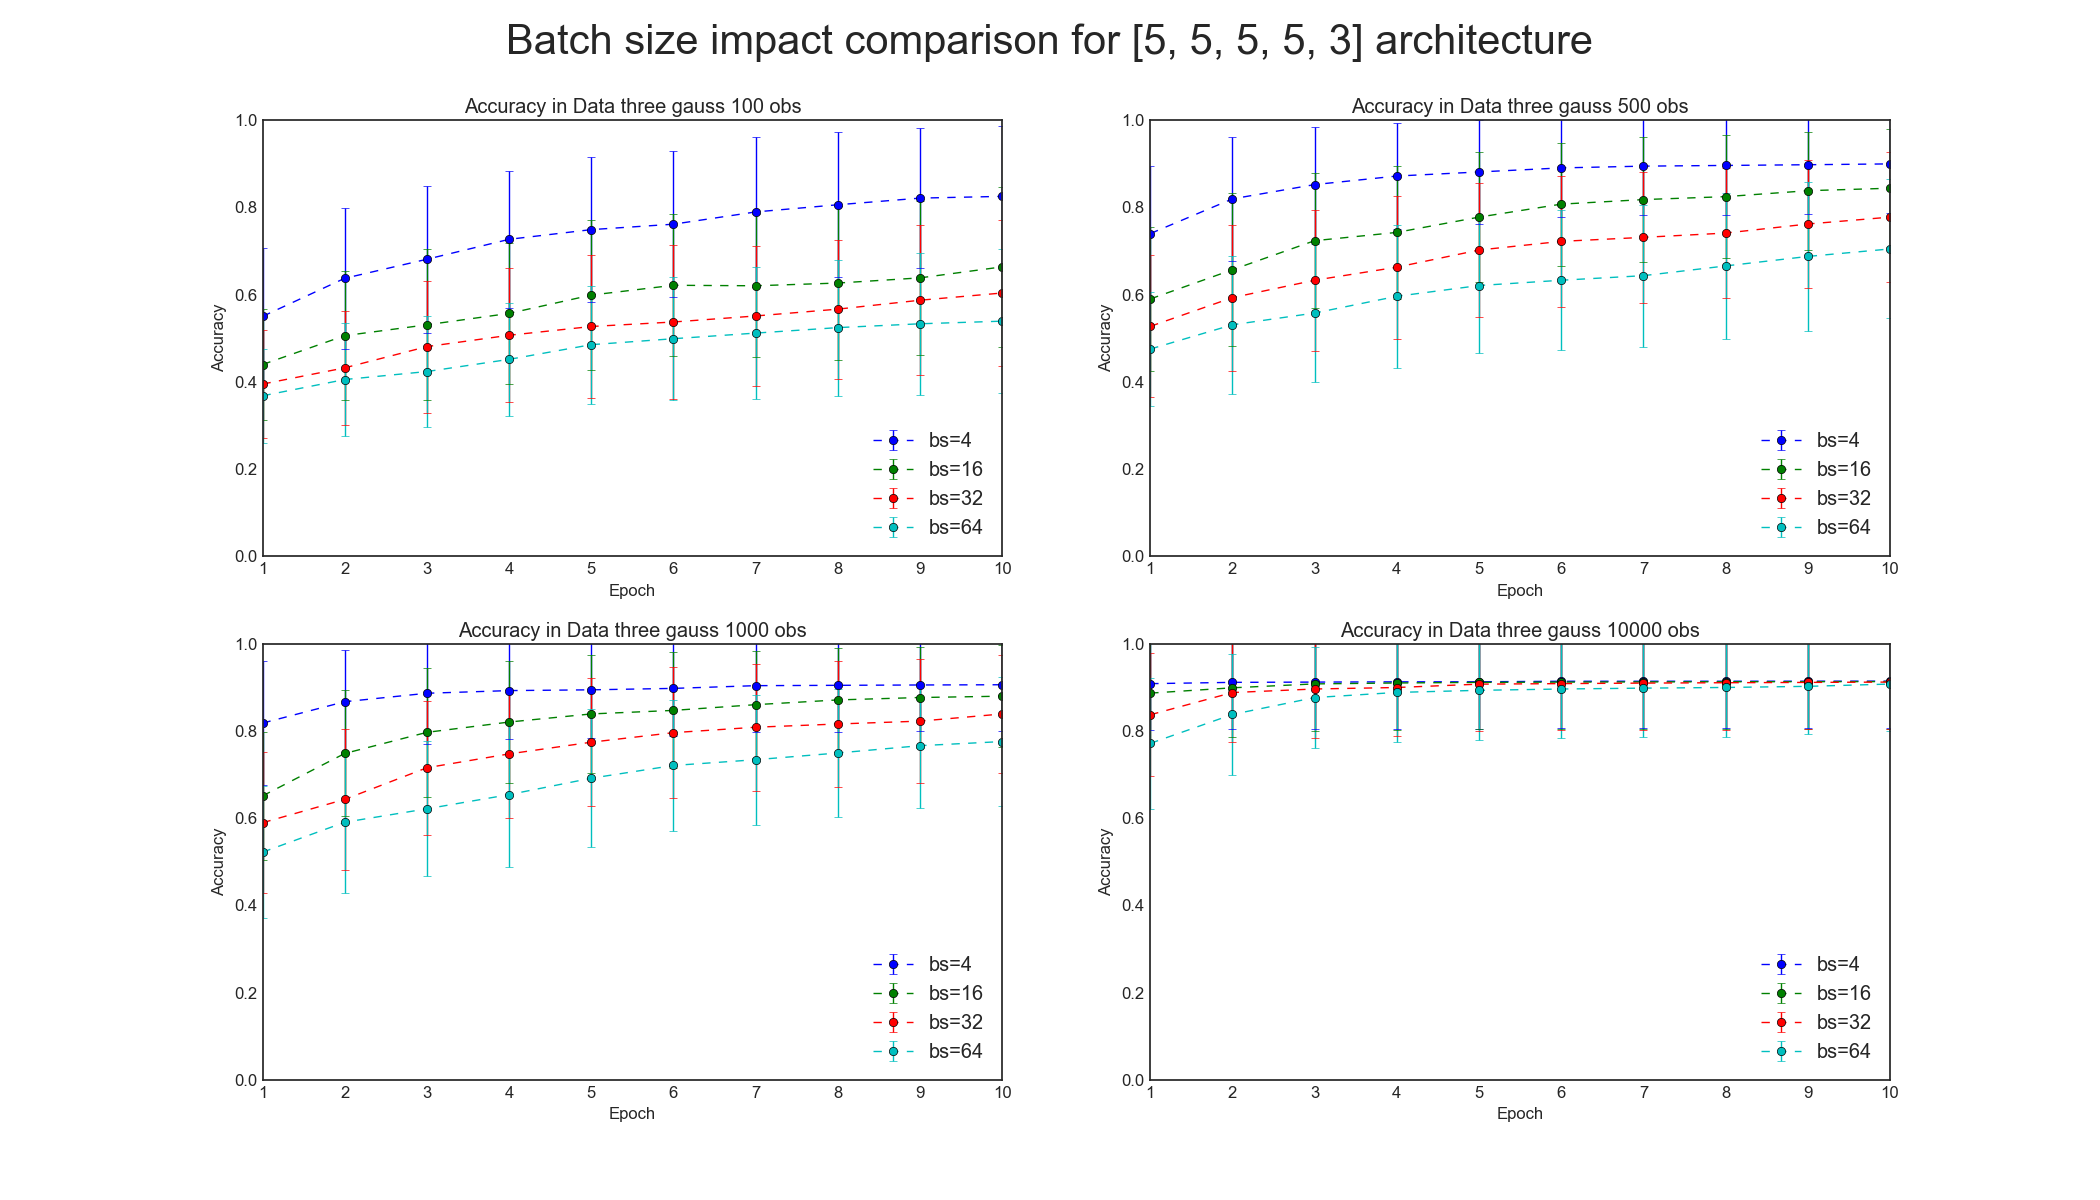 Batch size impact comparison for [5, 5, 5, 5, 3] architecture
Accuracy in Data three gauss 100 obs
1.0
0.8
0.6
0.4
0.2
0.0
Accuracy
1 2 3 4 5 6 7 8 9 10
Epoch
bs=4
bs=16
bs=32
bs=64
Accuracy in Data three gauss 500 obs
1.0
0.8
0.6
0.4
0.2
0.0
Accuracy
1 2 3 4 5 6 7 8 9 10
Epoch
bs=4
bs=16
bs=32
bs=64
Accuracy in Data three gauss 1000 obs
1.0
0.8
0.6
0.4
0.2
0.0
Accuracy
1 2 3 4 5 6 7 8 9 10
Epoch
bs=4
bs=16
bs=32
bs=64
Accuracy in Data three gauss 10000 obs
1.0
0.8
0.6
0.4
0.2
0.0
Accuracy
1 2 3 4 5 6 7 8 9 10
Epoch
bs=4
bs=16
bs=32
bs=64